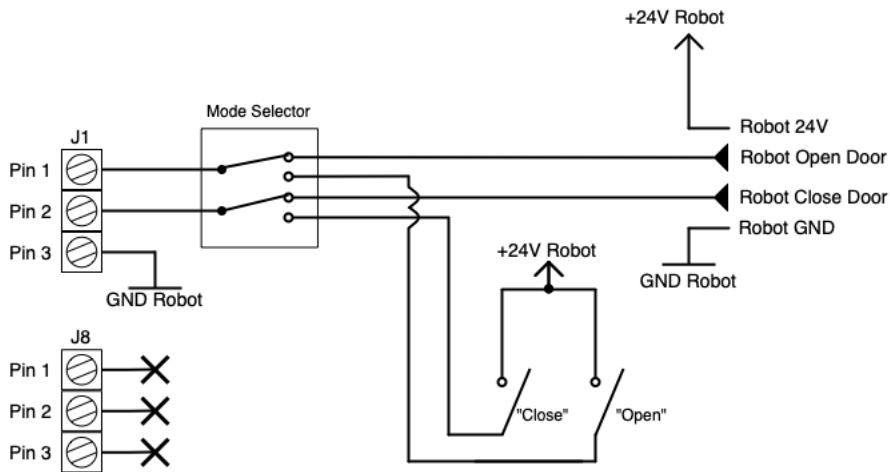 +24V Robot
Mode Selector
J1
Robot 24V
Pin 1
Robot Open Door
Pin 2
Robot Close Door
Pin 3
Robot GND
+24V Robot
GND Robot
GND Robot
J8
Pin 1
"Close"
"Open"
Pin 2
Pin 3